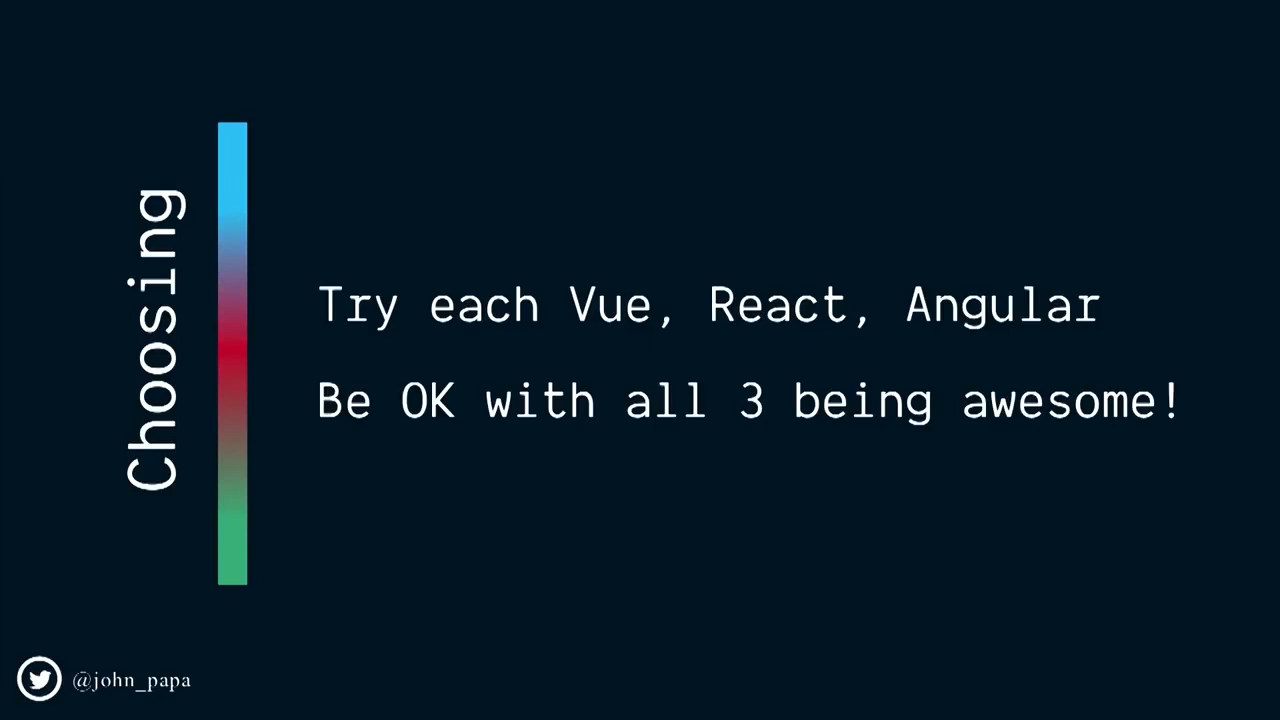 Choosing
Try each Vue, React, Angular
Be OK with all 3 being awesome!
@john_papa